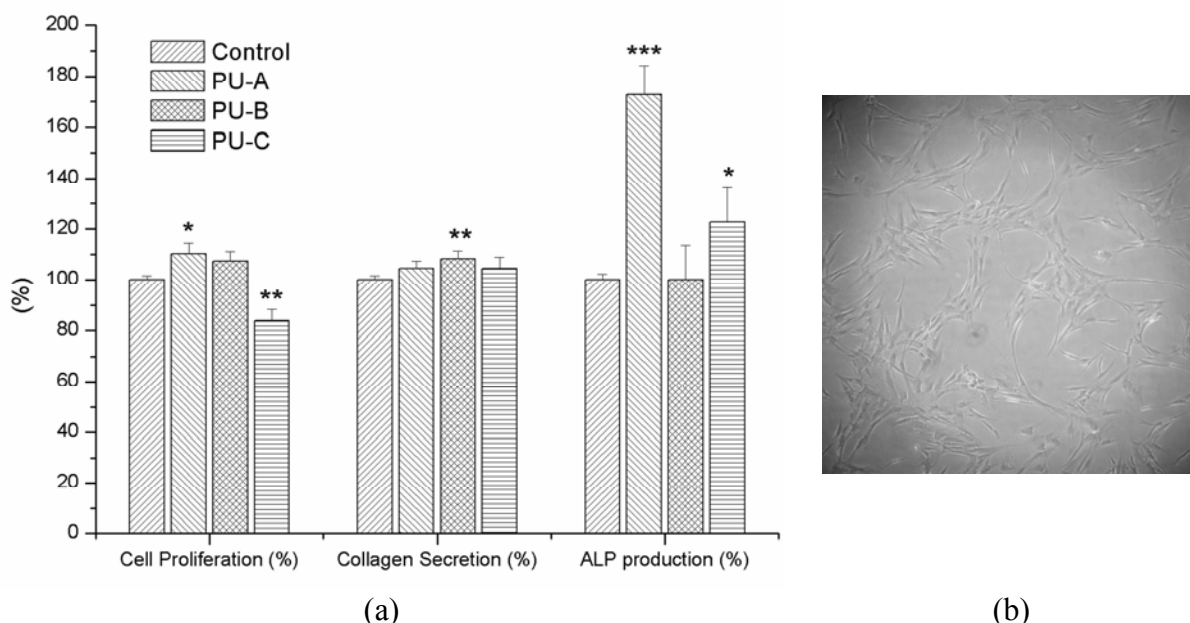 200
180
160
140
120
100
80
60
40
20
0
(%)
Control
PU-A
PU-B
PU-C
*
**
**
***
*
Cell Proliferation (%)
Collagen Secretion (%)
ALP production (%)
(a)
(b)